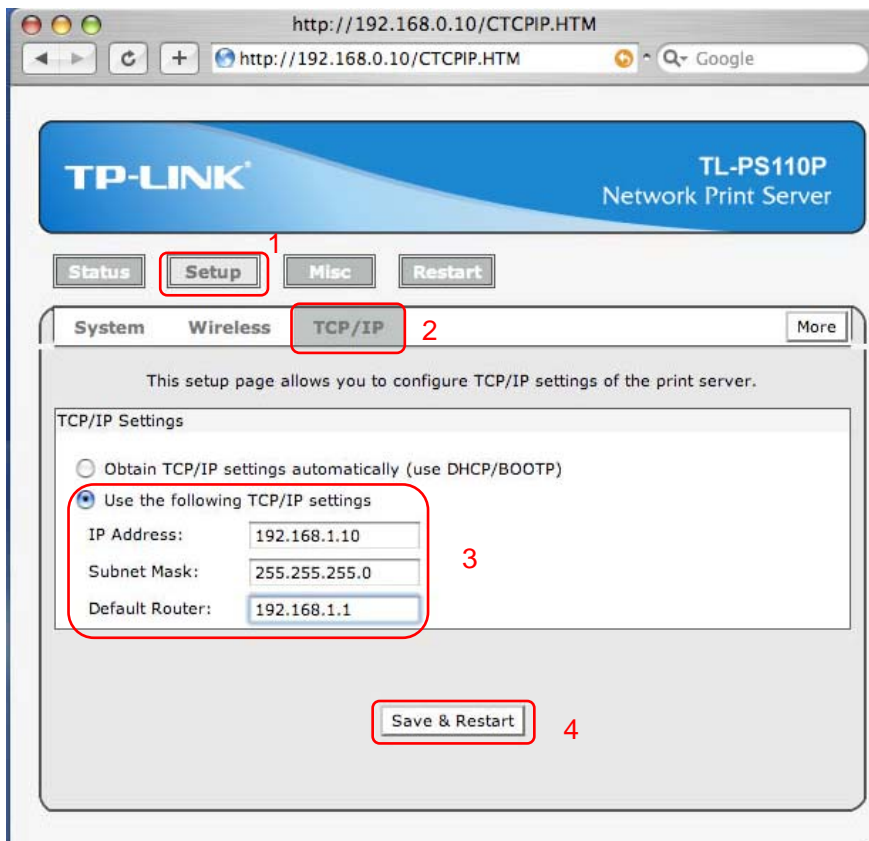 http://192.168.0.10/CTCPIP.HTM
http://192.168.0.10/CTCPIP.HTM Google
TP-LINK
TL-PS110P
Network Print Server
1
Status Setup Misc Restart
System Wireless TCP/IP 2 More
This setup page allows you to configure TCP/IP settings of the print server.
TCP/IP Settings
Obtain TCP/IP settings automatically (use DHCP/BOOTP)
Use the following TCP/IP settings
IP Address: 192.168.1.10
Subnet Mask: 255.255.255.0
3
Default Router: 192.168.1.1
Save & Restart 4